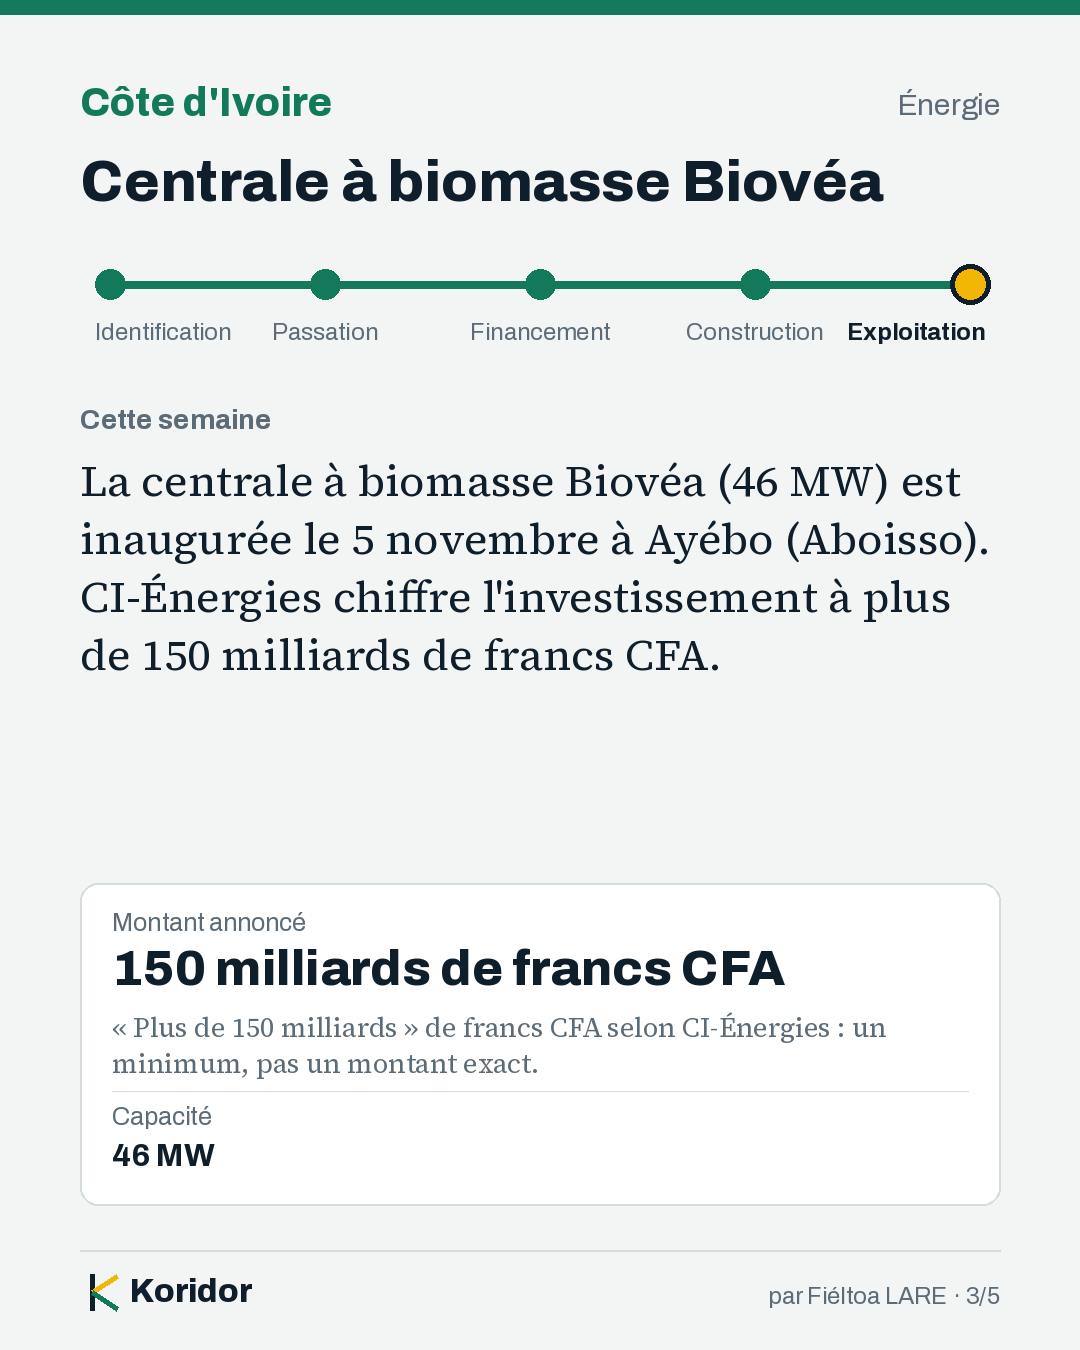 Côte d'Ivoire
Énergie
Centrale à biomasse Biovéa
Identification Passation Financement Construction Exploitation
Cette semaine
La centrale à biomasse Biovéa (46 MW) est
inaugurée le 5 novembre à Ayébo (Aboisso).
CI-Énergies chiffre l'investissement à plus
de 150 milliards de francs CFA.
Montant annoncé
150 milliards de francs CFA
« Plus de 150 milliards » de francs CFA selon CI-Énergies : un
minimum, pas un montant exact.
Capacité
46 MW
Koridor
par Fiéltoa LARE · 3/5